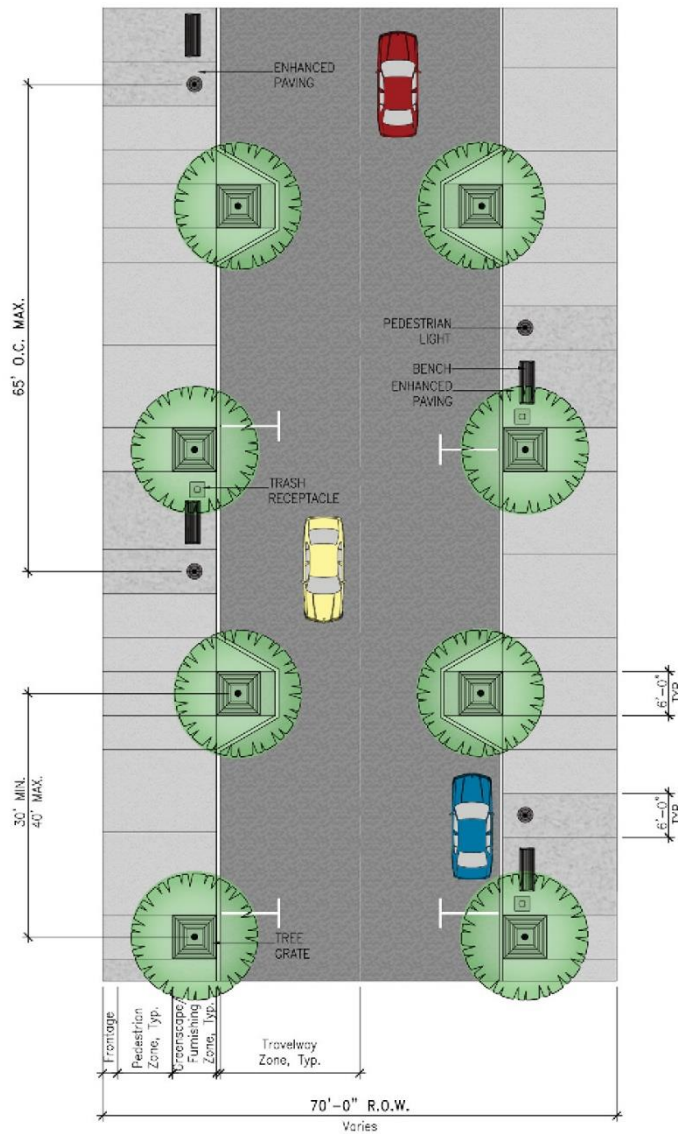 ENHANCED
PAVING
65' O.C. MAX.
PEDESTRIAN
LIGHT
BENCH
ENHANCED
PAVING
TRASH
RECEPTACLE
6'-0"
TYP.
30' MIN.
40' MAX.
6'-0"
TYP.
TREE
GRATE
Frontage
Pedestrian
Zone, Typ.
Greenscape/
Furnishing
Zone, Typ.
Travelway
Zone, Typ.
70'-0" R.O.W.
Varies